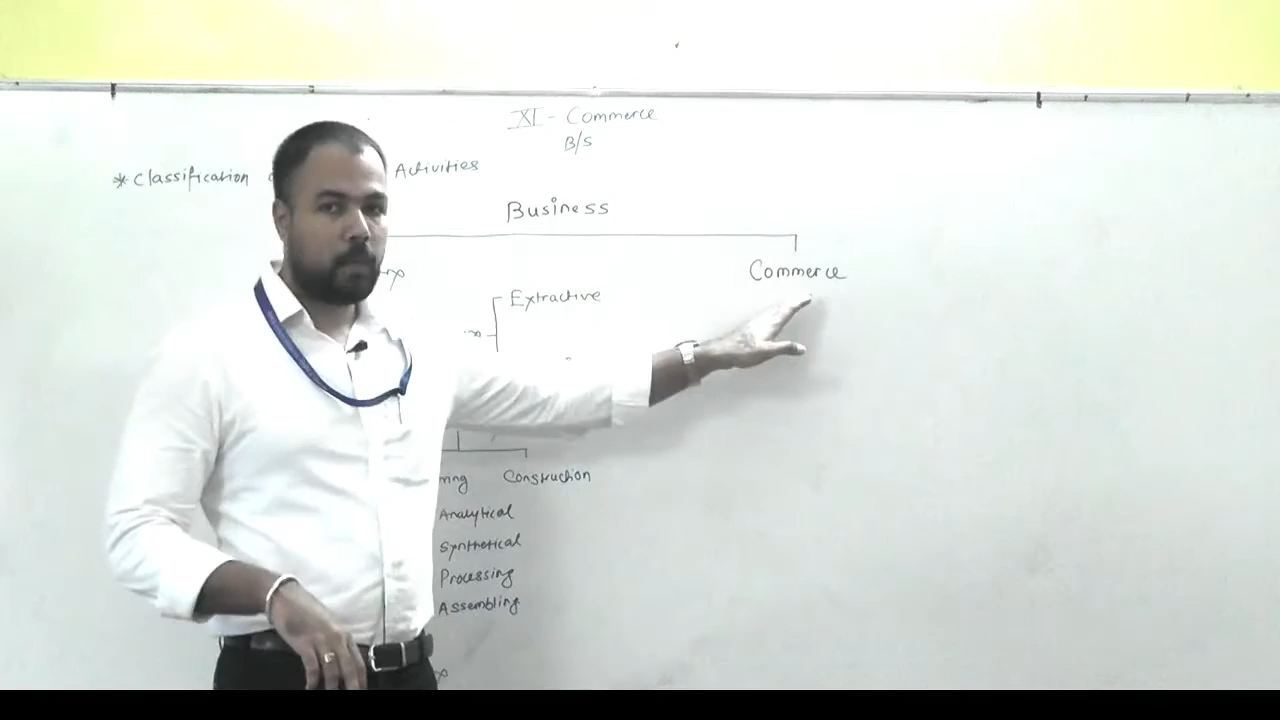 XI - Commerce
B/S
* Classification Activities
Business
Commerce
Extractive
Construction
Analytical
Synthetical
Processing
Assembling